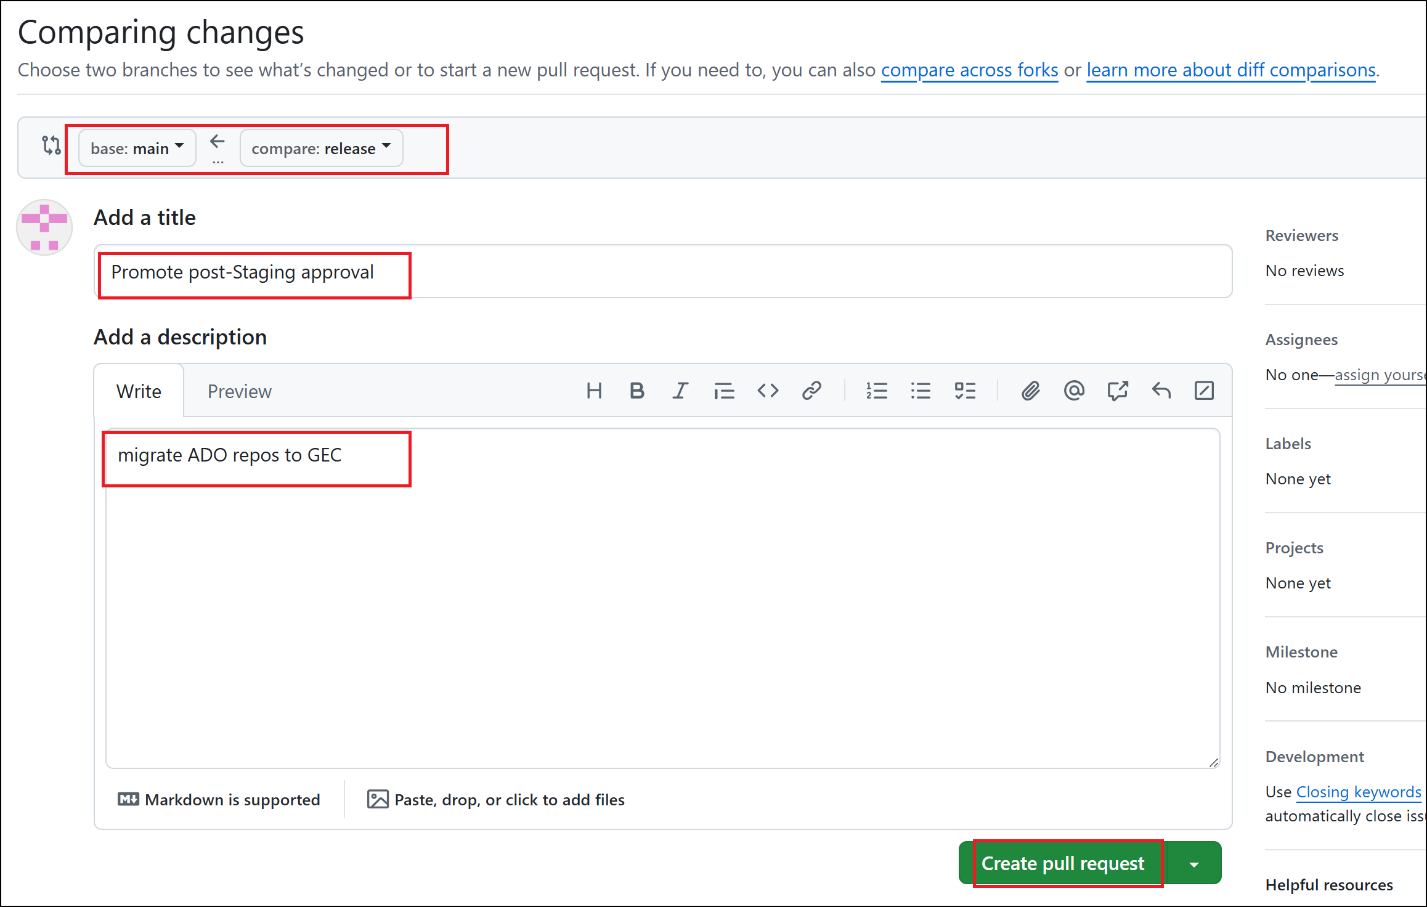 Comparing changes
Choose two branches to see what's changed or to start a new pull request. If you need to, you can also compare across forks or learn more about diff comparisons.
base: main ← ... compare: release
Add a title
Promote post-Staging approval
Add a description
Write Preview
migrate ADO repos to GEC
Markdown is supported
Paste, drop, or click to add files
Create pull request
Reviewers
No reviews
Assignees
No one—assign yourse
Labels
None yet
Projects
None yet
Milestone
No milestone
Development
Use Closing keywords
automatically close issu
Helpful resources